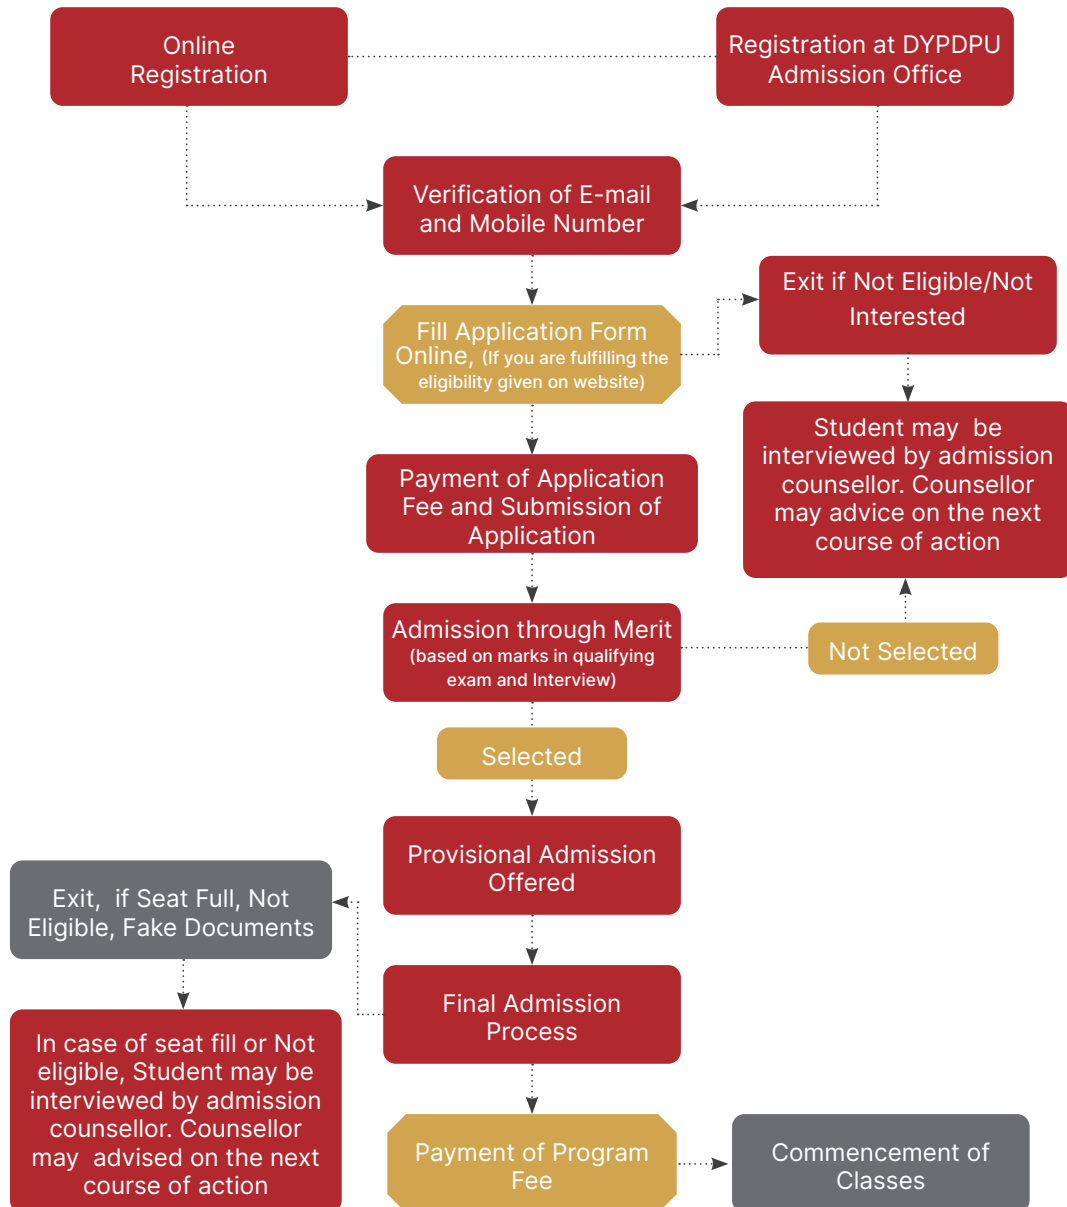 Online
Registration
Registration at DYPDPU
Admission Office
Verification of E-mail
and Mobile Number
Exit if Not Eligible/Not
Interested
Fill Application Form
Online, (If you are fulfilling the
eligibility given on website)
Student may be
interviewed by admission
counsellor. Counsellor
may advice on the next
course of action
Payment of Application
Fee and Submission of
Application
Admission through Merit
(based on marks in qualifying
exam and Interview)
Not Selected
Selected
Provisional Admission
Offered
Exit, if Seat Full, Not
Eligible, Fake Documents
Final Admission
Process
In case of seat fill or Not
eligible, Student may be
interviewed by admission
counsellor. Counsellor
may advised on the next
course of action
Payment of Program
Fee
Commencement of
Classes